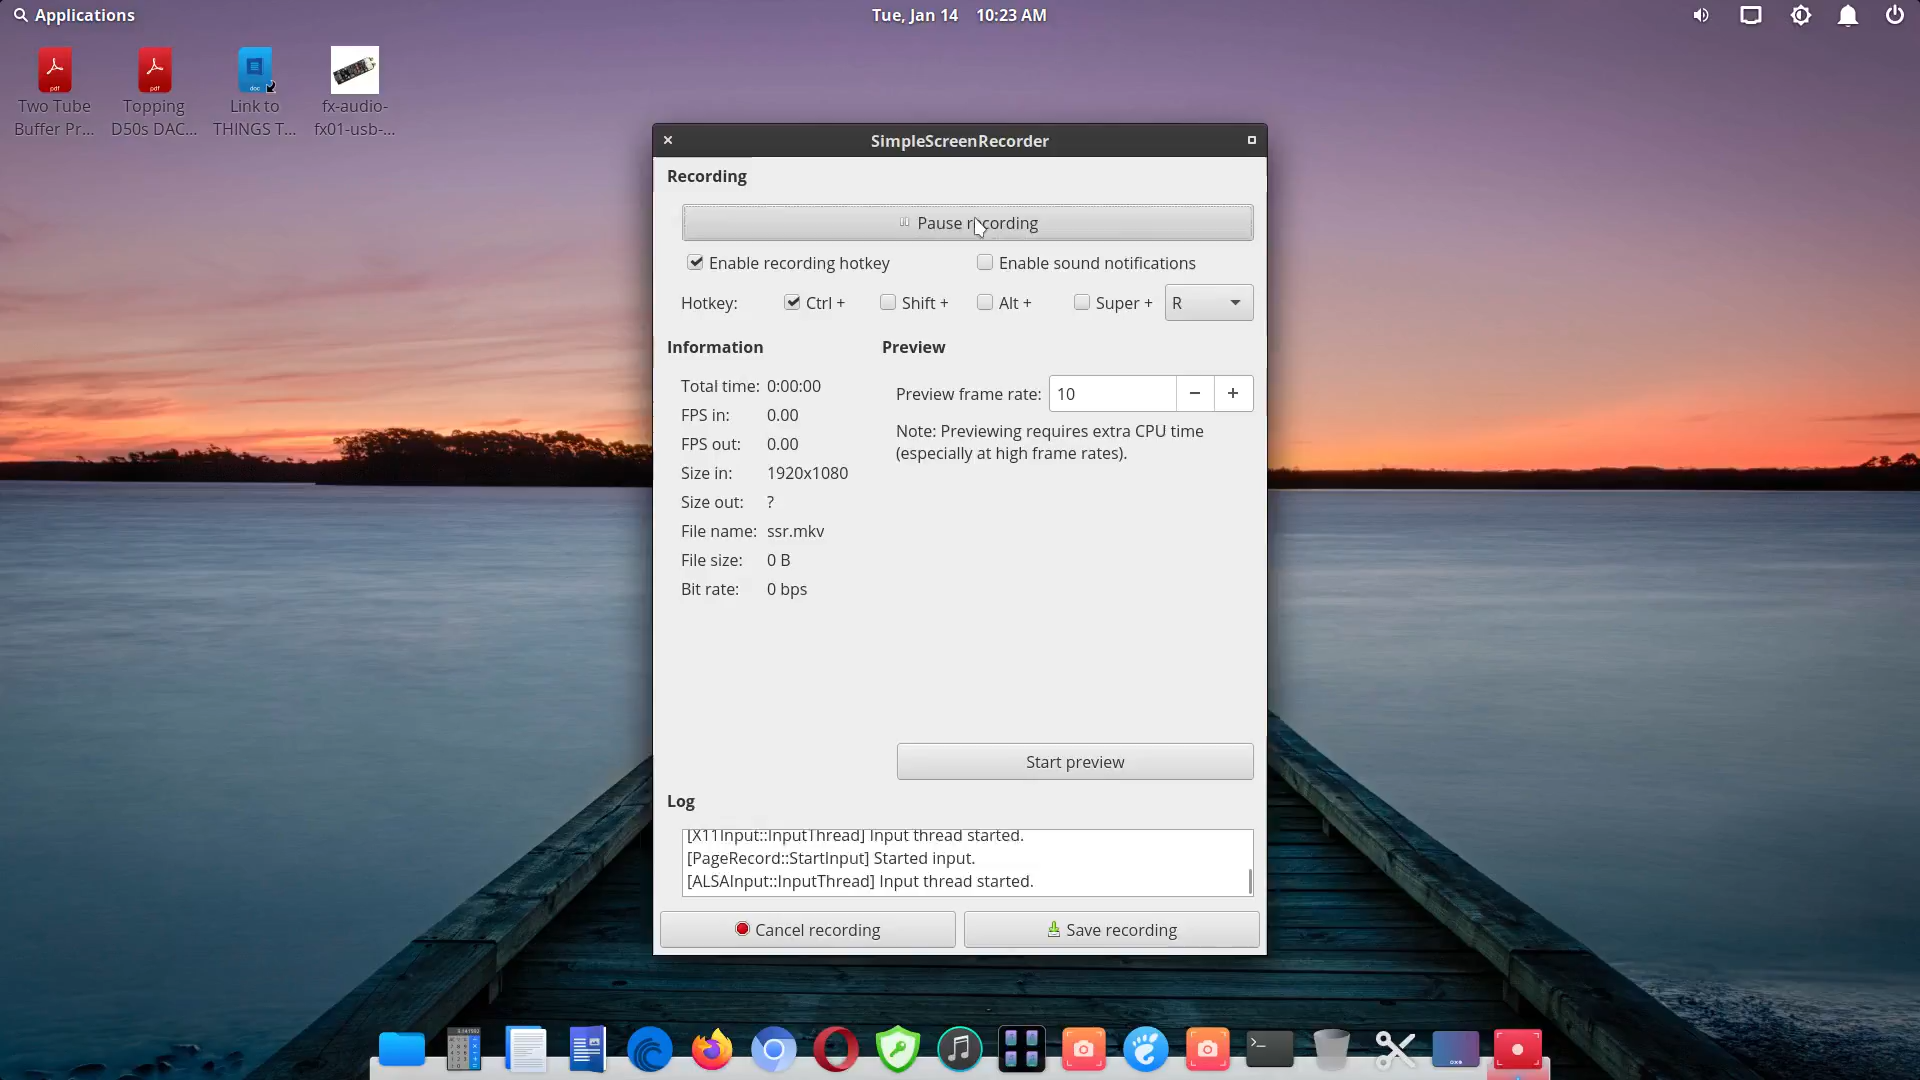 Applications
Tue, Jan 14 10:23 AM
pdf
pdf
doc
Two Tube
Buffer Pr...
Topping
D50s DAC...
Link to
THINGS T...
fx-audio-
fx01-usb-...
SimpleScreenRecorder
Recording
Pause recording
Enable recording hotkey
Enable sound notifications
Hotkey: Ctrl + Shift + Alt + Super + R
Information
Total time: 0:00:00
FPS in: 0.00
FPS out: 0.00
Size in: 1920x1080
Size out: ?
File name: ssr.mkv
File size: 0 B
Bit rate: 0 bps
Preview
Preview frame rate: 10
Note: Previewing requires extra CPU time
(especially at high frame rates).
Start preview
Log
[X11Input::InputThread] Input thread started.
[PageRecord::StartInput] Started input.
[ALSAInput::InputThread] Input thread started.
Cancel recording
Save recording